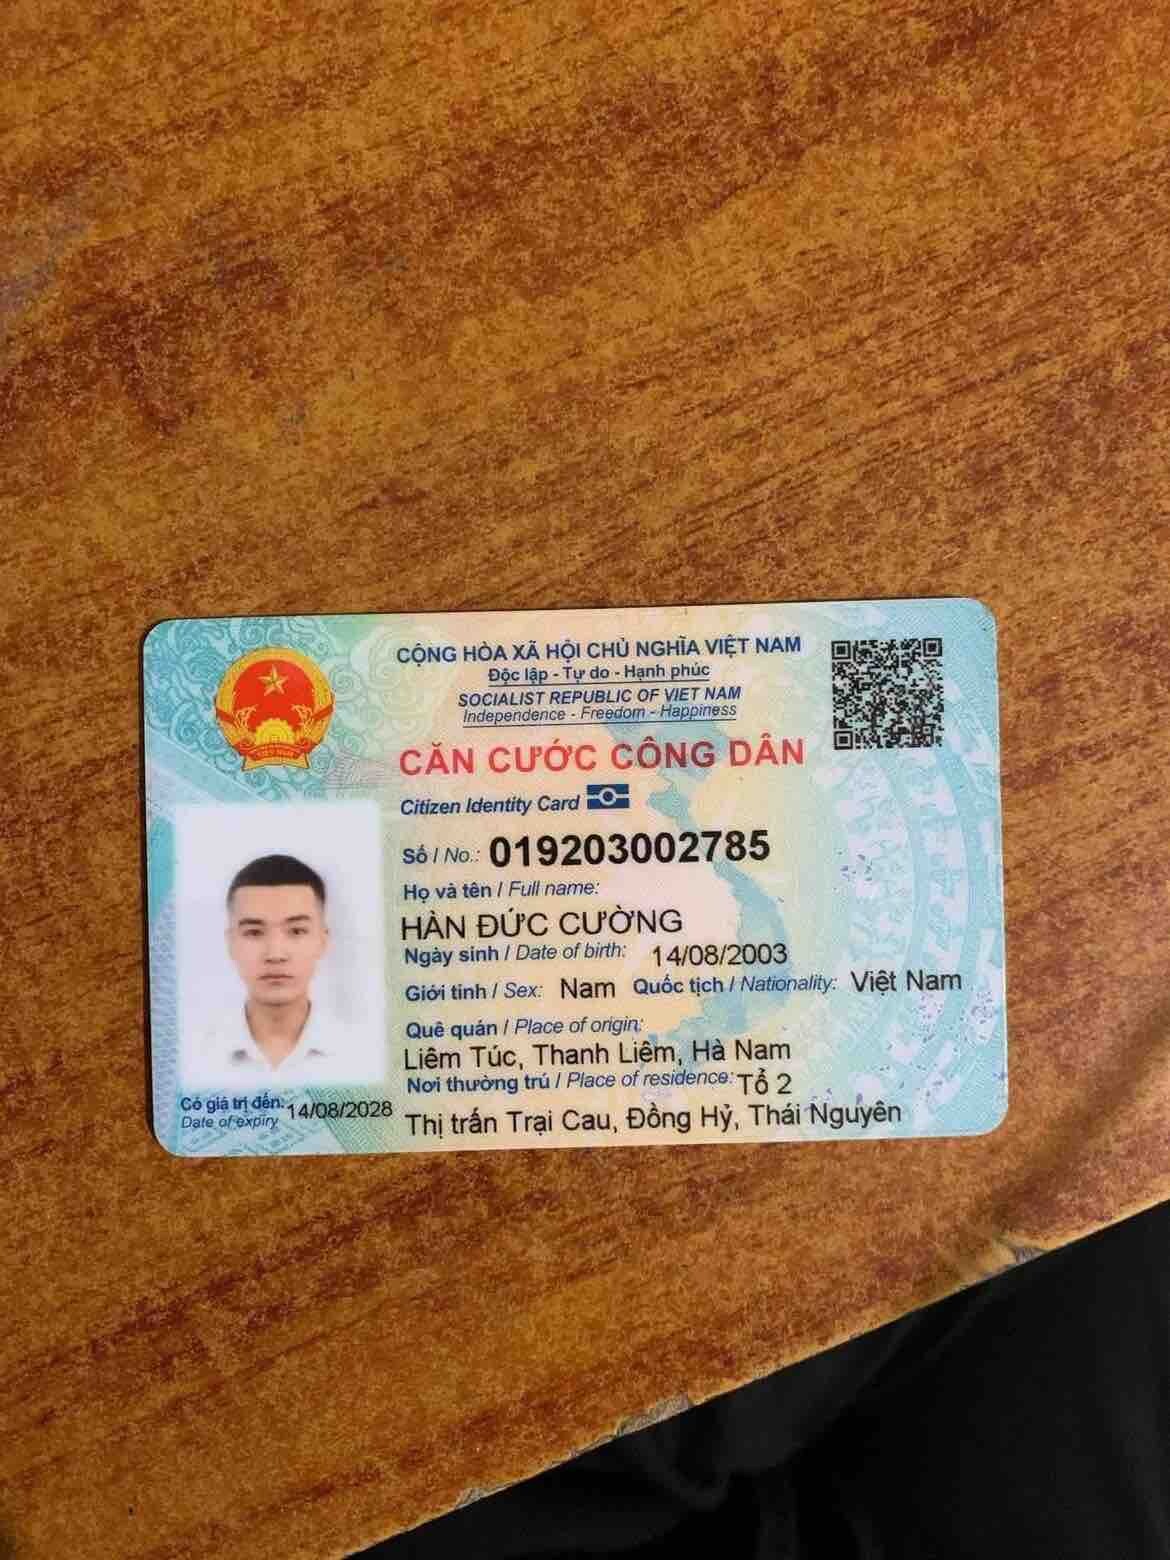 CỘNG HÒA XÃ HỘI CHỦ NGHĨA VIỆT NAM
Độc lập - Tự do - Hạnh phúc
SOCIALIST REPUBLIC OF VIET NAM
Independence - Freedom - Happiness
CĂN CƯỚC CÔNG DÂN
Citizen Identity Card
Số / No.: 019203002785
Họ và tên / Full name:
HÀN ĐỨC CƯỜNG
Ngày sinh / Date of birth: 14/08/2003
Giới tính / Sex: Nam Quốc tịch / Nationality: Việt Nam
Quê quán / Place of origin:
Liêm Túc, Thanh Liêm, Hà Nam
Nơi thường trú / Place of residence: Tổ 2
Thị trấn Trại Cau, Đồng Hỷ, Thái Nguyên
Có giá trị đến: 14/08/2028
Date of expiry